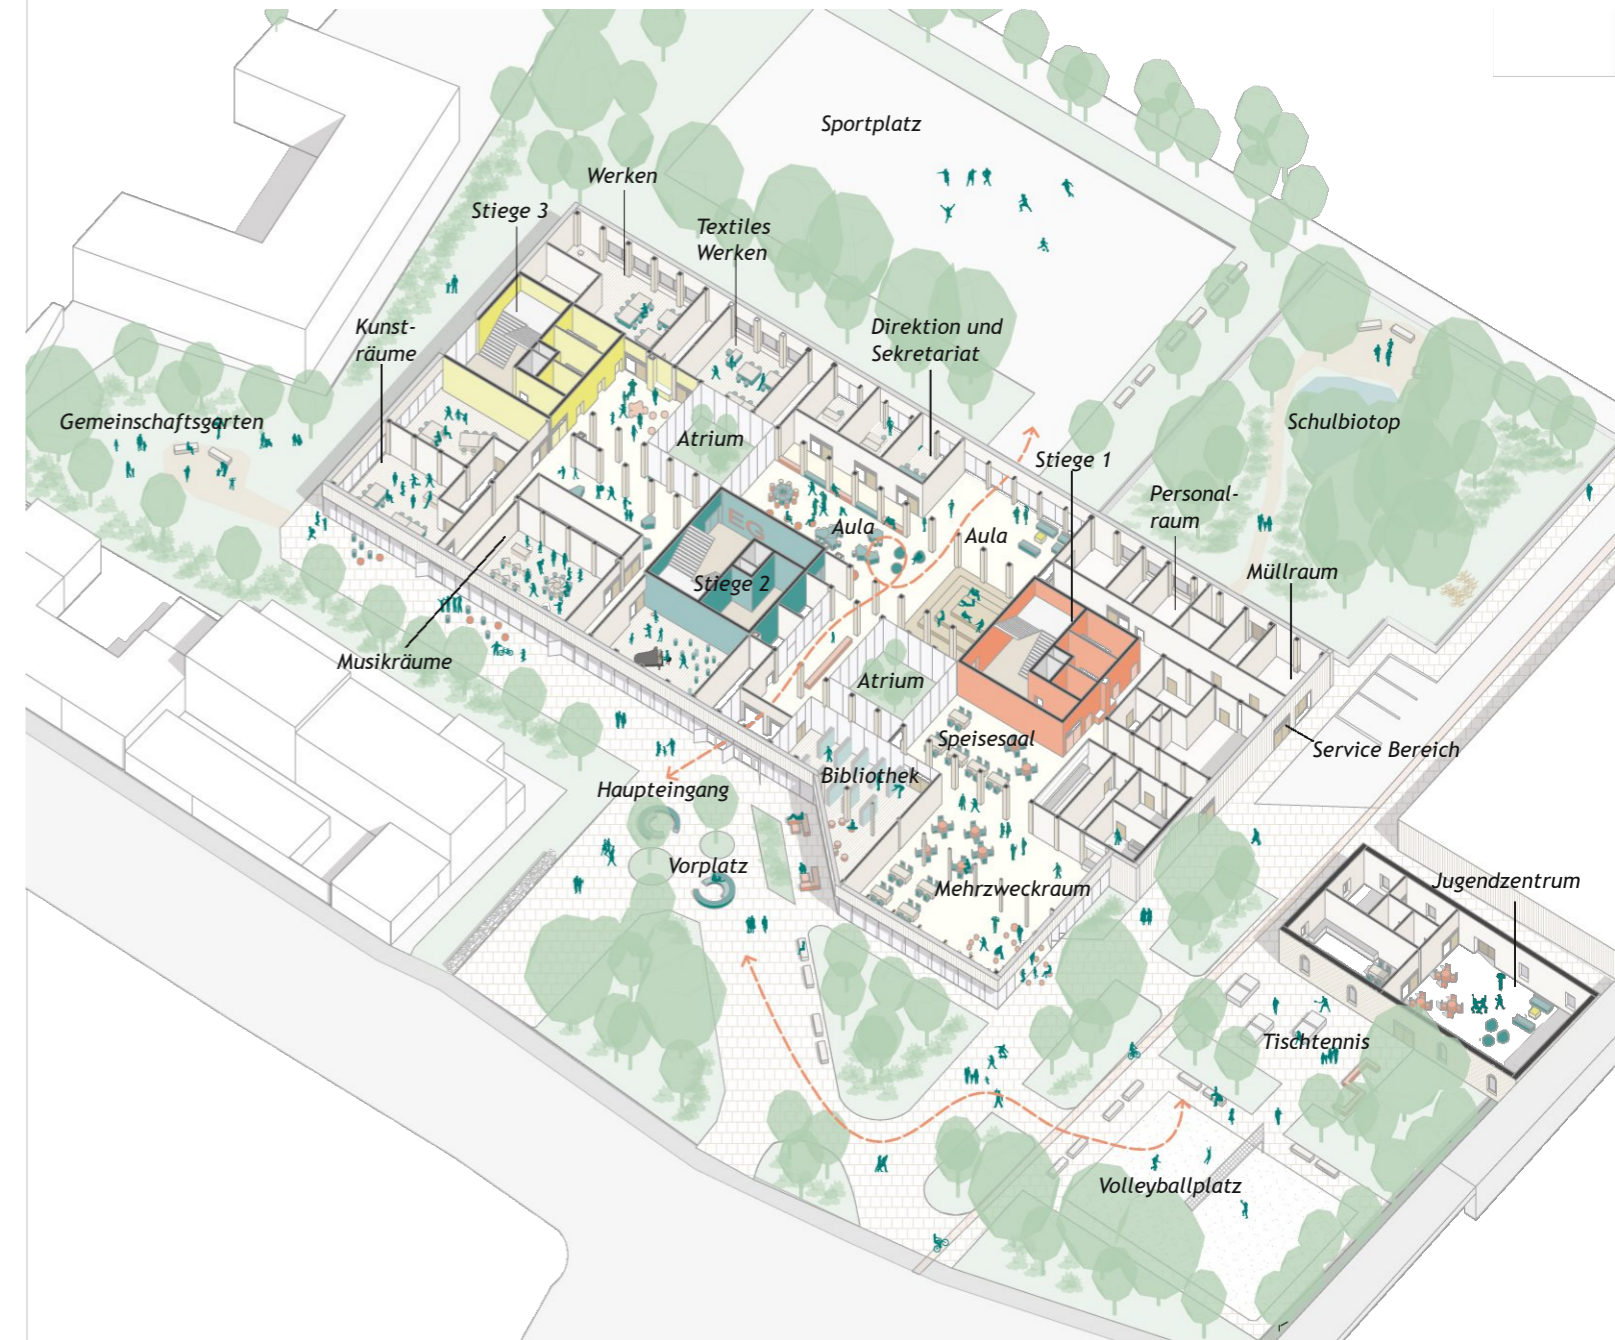 Sportplatz
Werken
Stiege 3
Textiles
Werken
Kunst-
räume
Direktion und
Sekretariat
Gemeinschaftsgarten
Atrium
Schulbiotop
Stiege 1
Personal-
raum
EG
Aula
Aula
Müllraum
Stiege 2
Musikräume
Atrium
Speisesaal
Service Bereich
Bibliothek
Haupteingang
Vorplatz
Mehrzweckraum
Jugendzentrum
Tischtennis
Volleyballplatz